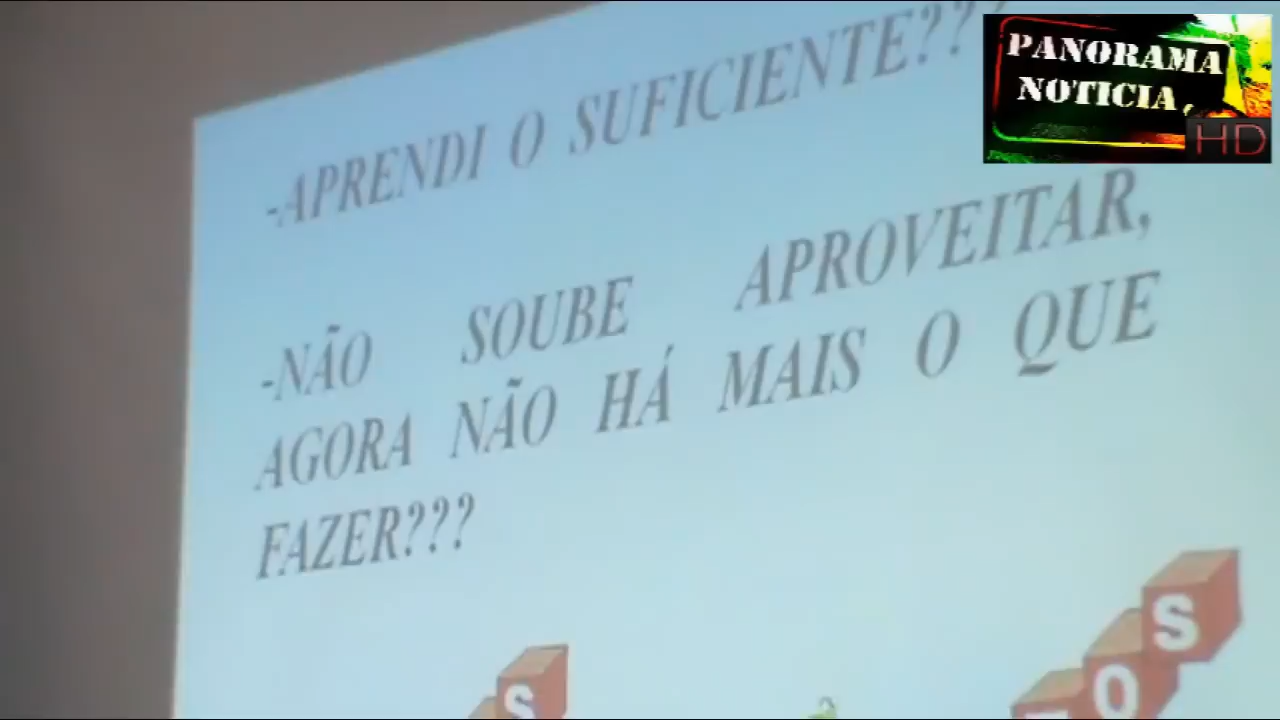 -APRENDI O SUFICIENTE???
-NÃO SOUBE APROVEITAR,
AGORA NÃO HÁ MAIS O QUE
FAZER???
PANORAMA
NOTICIA,
HD
S
S
O